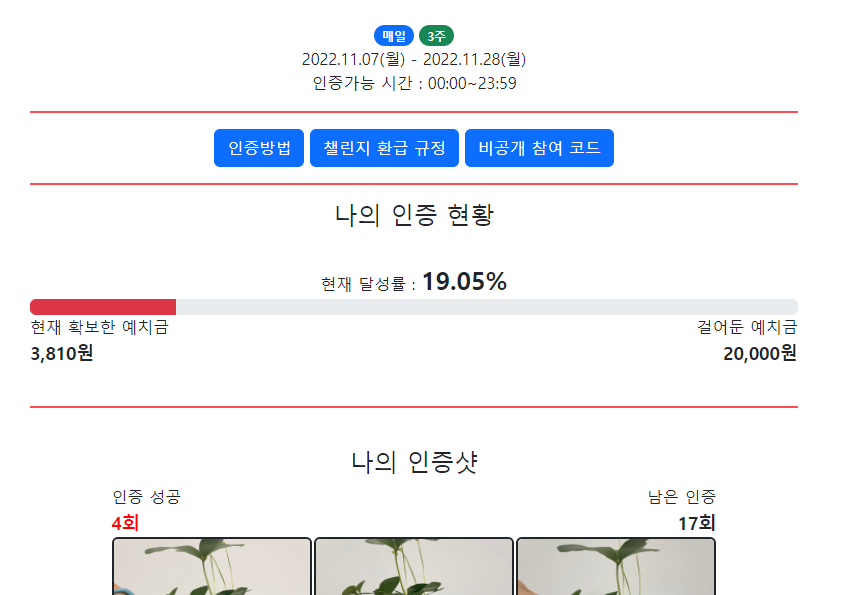 매일 3주
2022.11.07(월) - 2022.11.28(월)
인증가능 시간 : 00:00~23:59
인증방법 챌린지 환급 규정 비공개 참여 코드
나의 인증 현황
현재 달성률 : 19.05%
현재 확보한 예치금 걸어둔 예치금
3,810원 20,000원
나의 인증샷
인증 성공 남은 인증
4회 17회